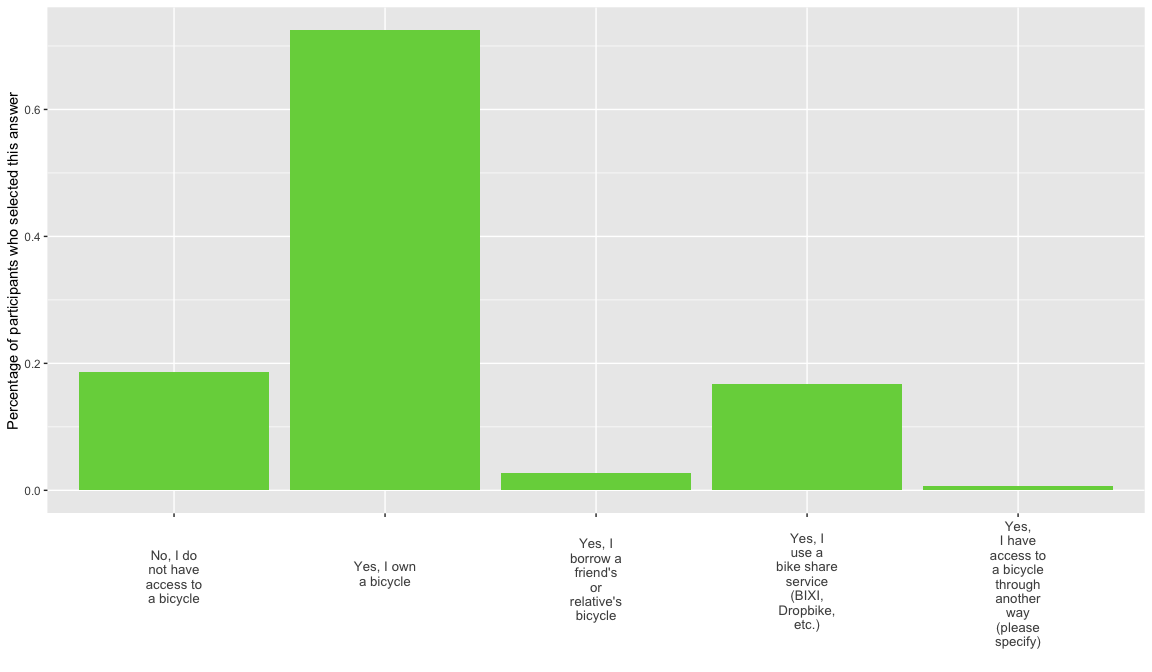 Percentage of participants who selected this answer
0.6
0.4
0.2
0.0
No, I do
not have
access to
a bicycle
Yes, I own
a bicycle
Yes, I
borrow a
friend's
or
relative's
bicycle
Yes, I
use a
bike share
service
(BIXI,
Dropbike,
etc.)
Yes,
I have
access to
a bicycle
through
another
way
(please
specify)